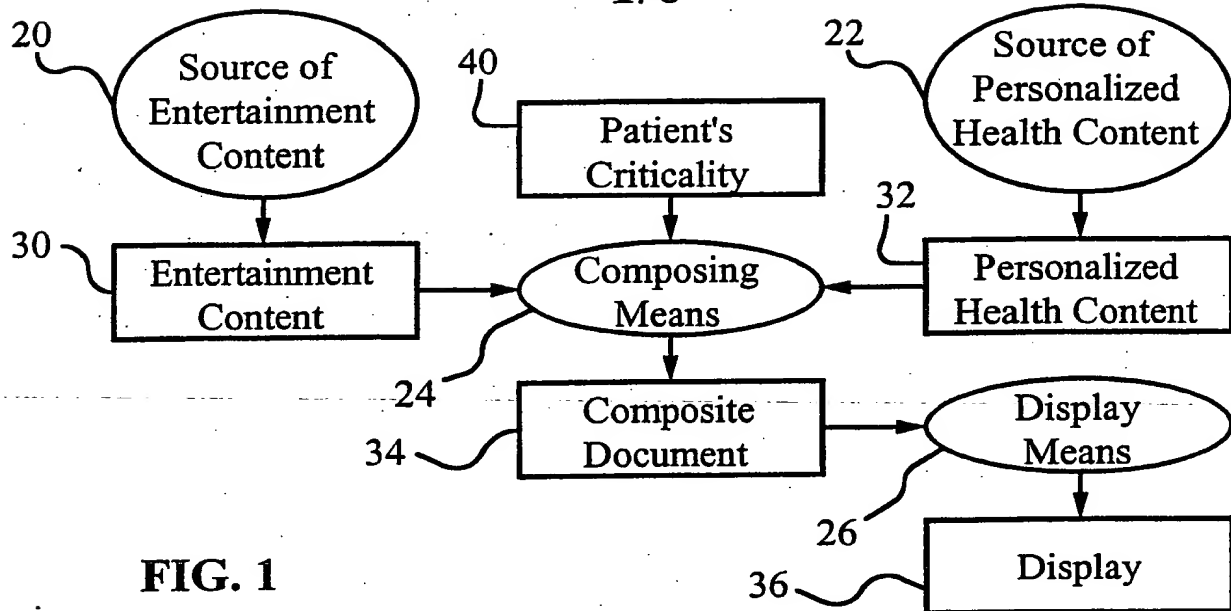 20
Source of
Entertainment
Content
40
Patient's
Criticality
22
Source of
Personalized
Health Content
30
Entertainment
Content
Composing
Means
24
32
Personalized
Health Content
34
Composite
Document
Display
Means
26
36
Display
FIG. 1